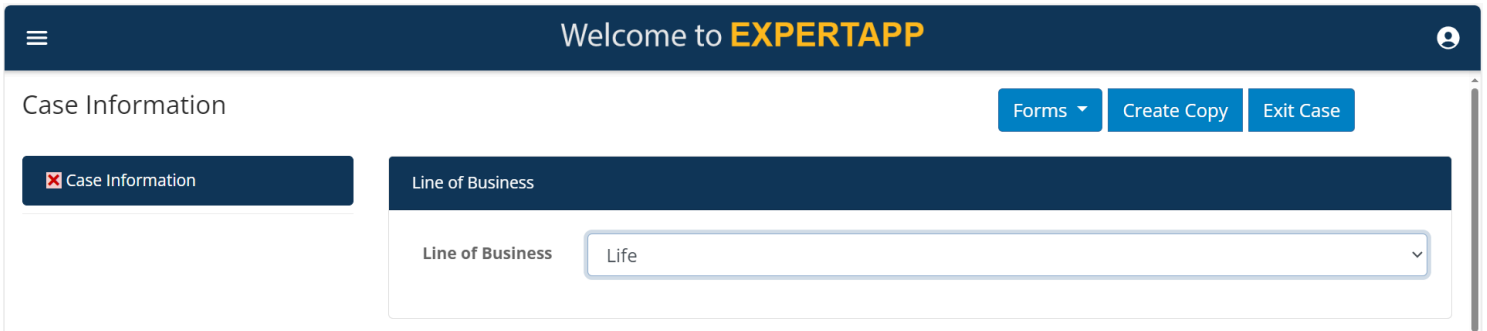 Welcome to EXPERTAPP
Case Information
Forms
Create Copy
Exit Case
Case Information
Line of Business
Line of Business
Life